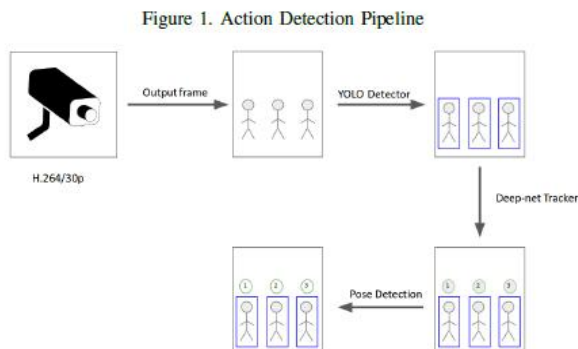 Figure 1. Action Detection Pipeline
Output frame
YOLO Detector
H.264/30p
Deep-net Tracker
1 2 3
Pose Detection
1 2 3